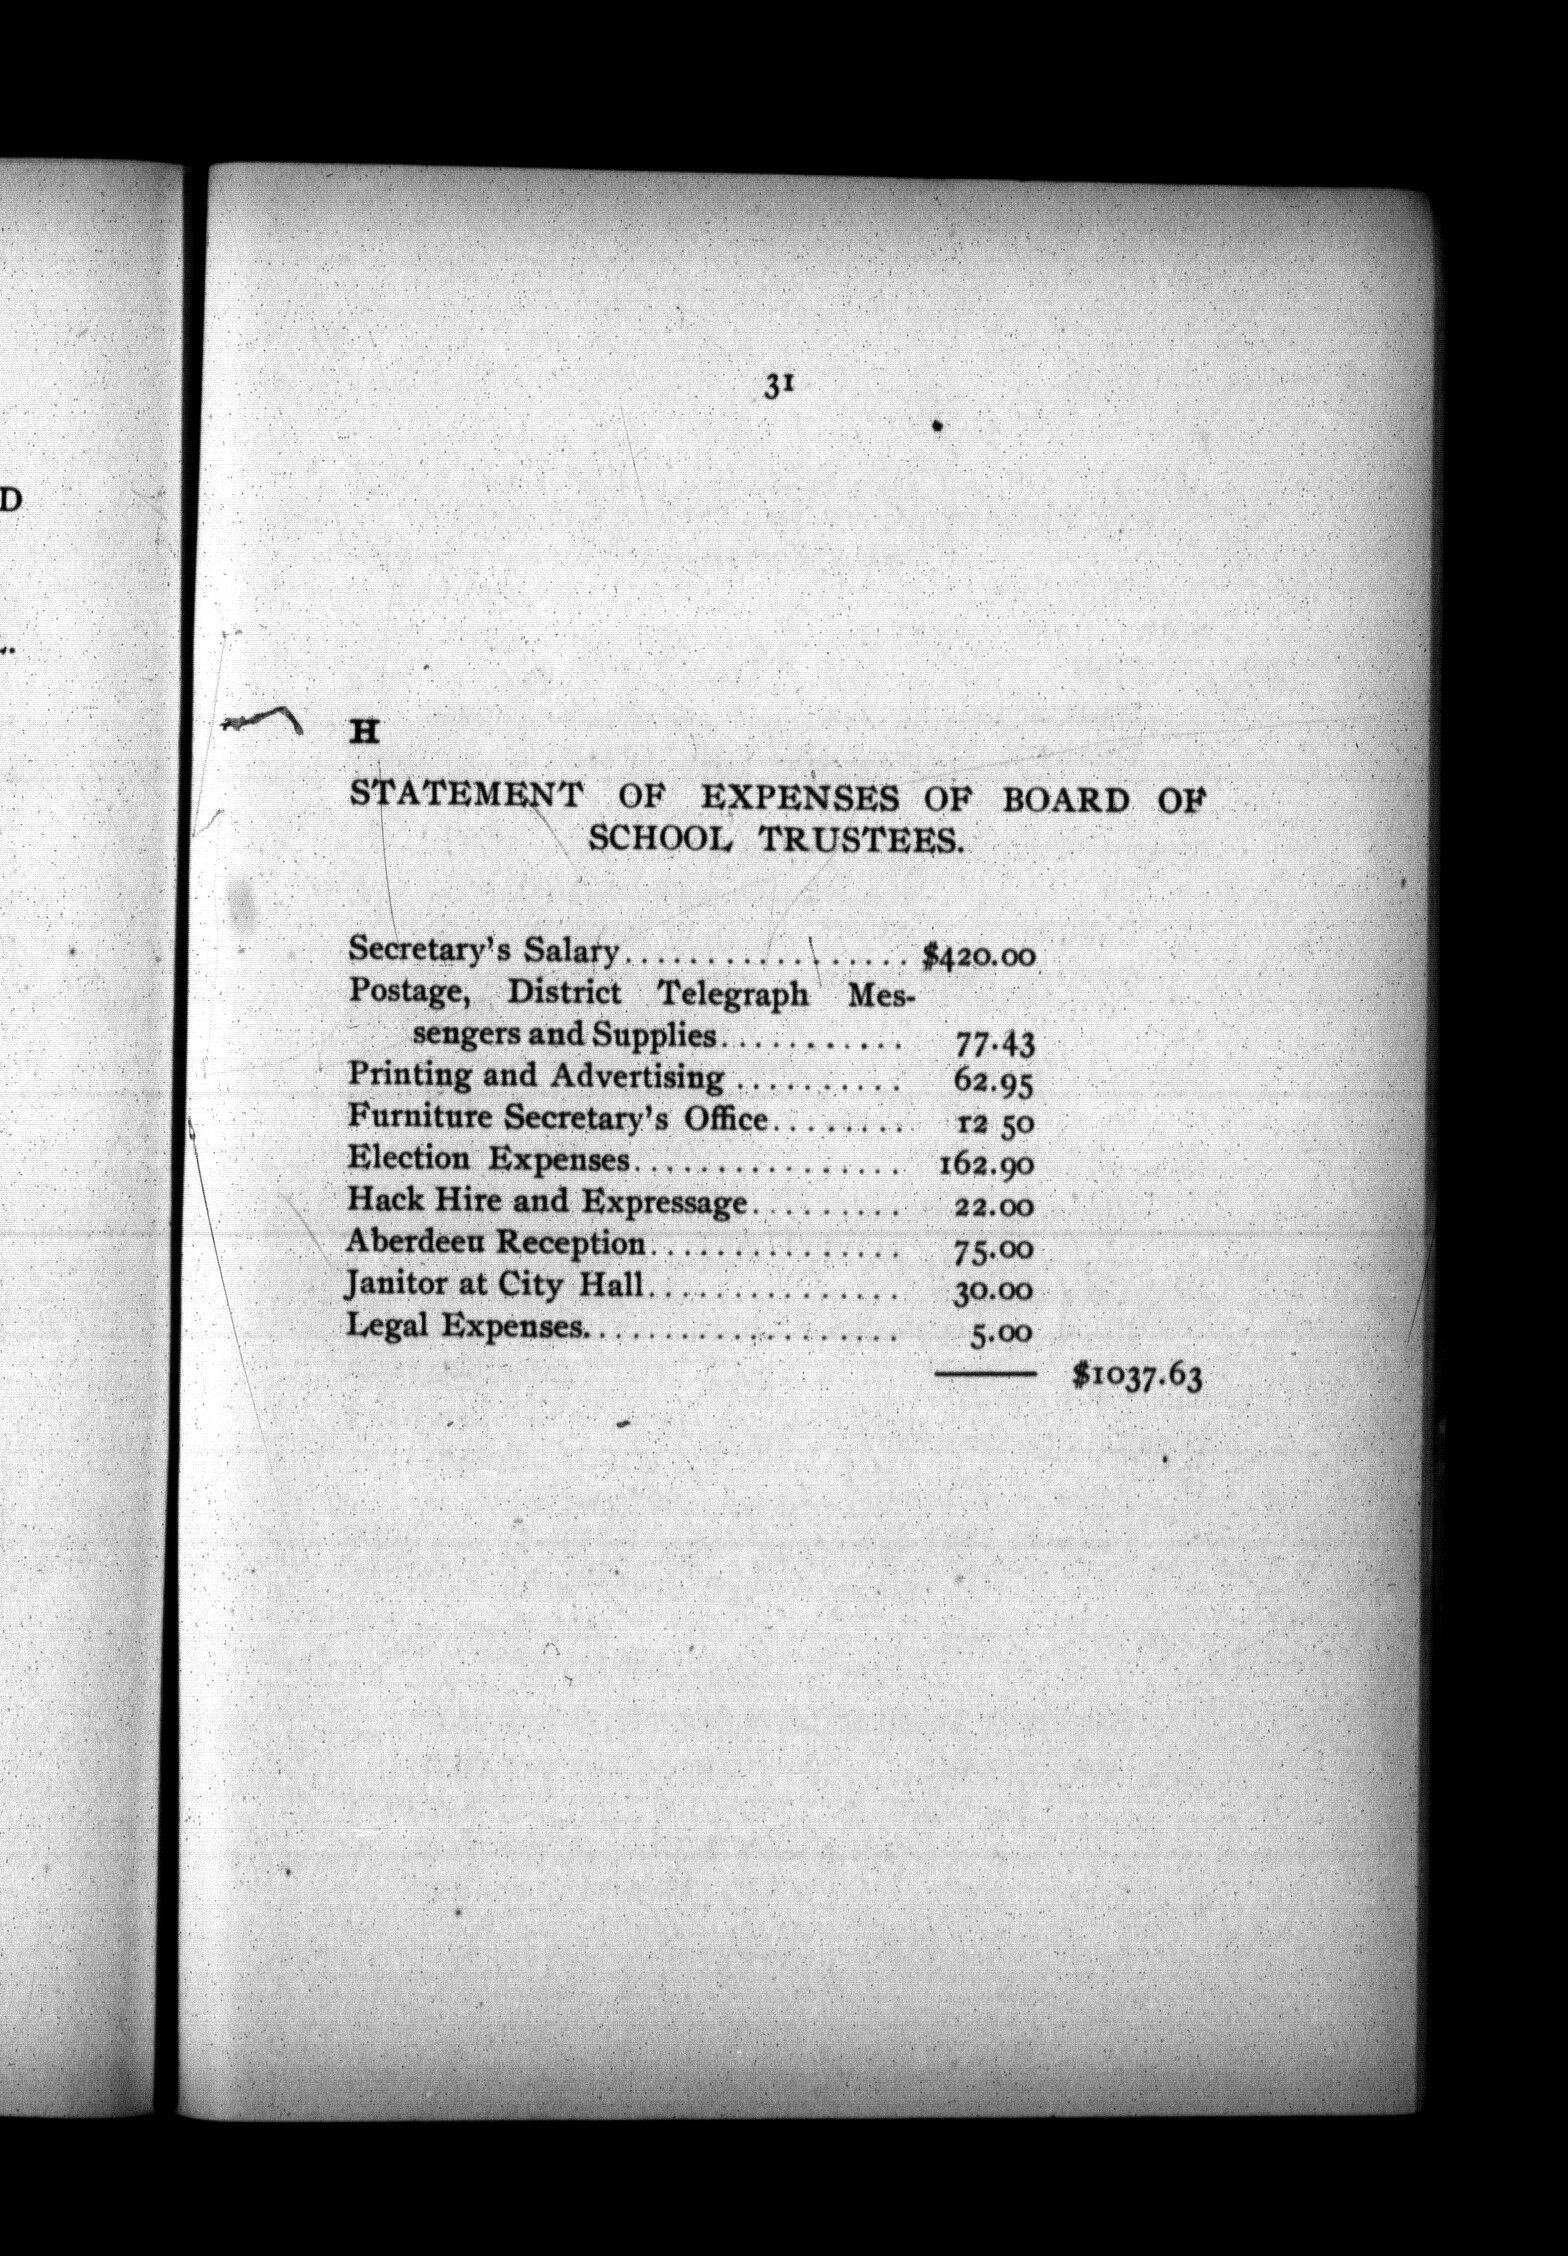 31
H
STATEMENT OF EXPENSES OF BOARD OF
SCHOOL TRUSTEES.
Secretary's Salary.................. $420.00
Postage, District Telegraph Mes-
sengers and Supplies........... 77.43
Printing and Advertising .......... 62.95
Furniture Secretary's Office......... 12 50
Election Expenses................. 162.90
Hack Hire and Expressage......... 22.00
Aberdeeu Reception............... 75.00
Janitor at City Hall................ 30.00
Legal Expenses.................... 5.00
$1037.63
D